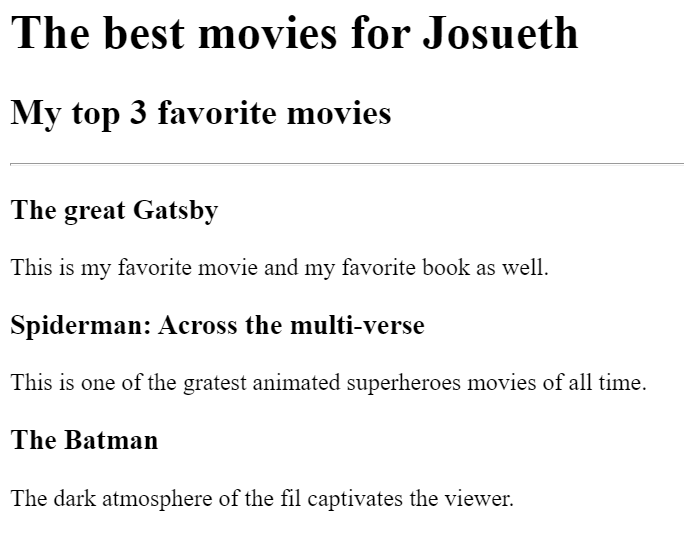 The best movies for Josueth
My top 3 favorite movies
The great Gatsby
This is my favorite movie and my favorite book as well.
Spiderman: Across the multi-verse
This is one of the gratest animated superheroes movies of all time.
The Batman
The dark atmosphere of the fil captivates the viewer.